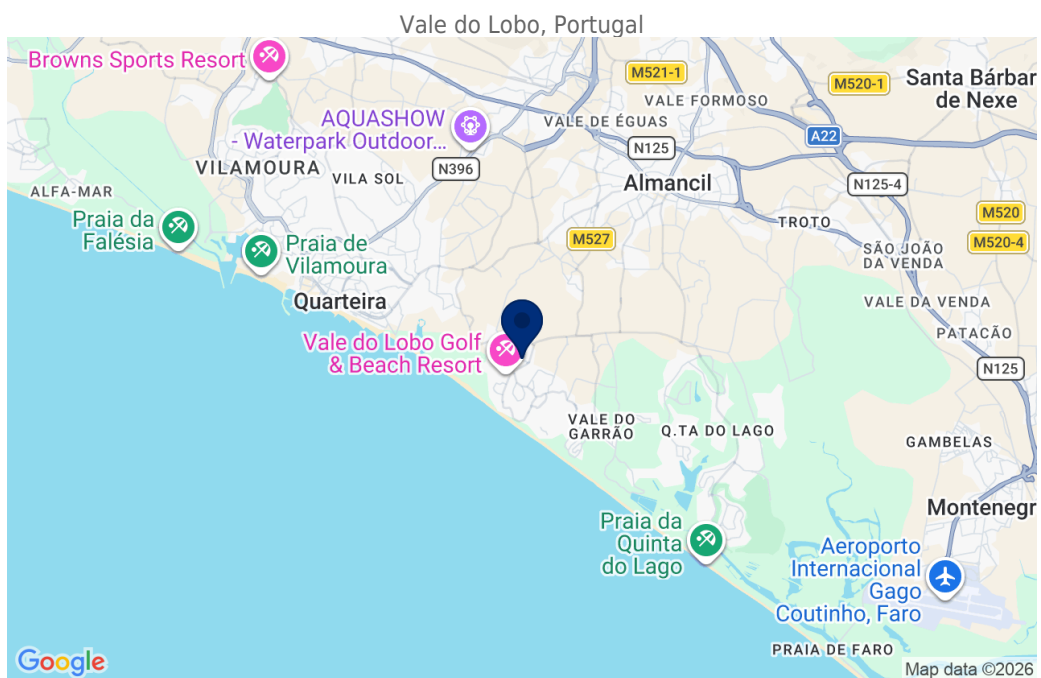 Vale do Lobo, Portugal
Browns Sports Resort
M521-1
M520-1
Santa Bárbar
de Nexe
VALE FORMOSO
AQUASHOW
- Waterpark Outdoor...
VALE DE ÉGUAS
A22
N125
N396
VILAMOURA
VILA SOL
Almancil
N125-4
ALFA-MAR
Praia da
Falésia
M520
TROTO
M527
M520-4
Praia de
Vilamoura
SÃO JOÃO
DA VENDA
Quarteira
VALE DA VENDA
PATACÃO
Vale do Lobo Golf
& Beach Resort
N125
VALE DO
GARRÃO
Q.TA DO LAGO
GAMBELAS
Montenegr
Praia da
Quinta
do Lago
Aeroporto
Internacional
Gago
Coutinho, Faro
PRAIA DE FARO
Google
Map data ©2026